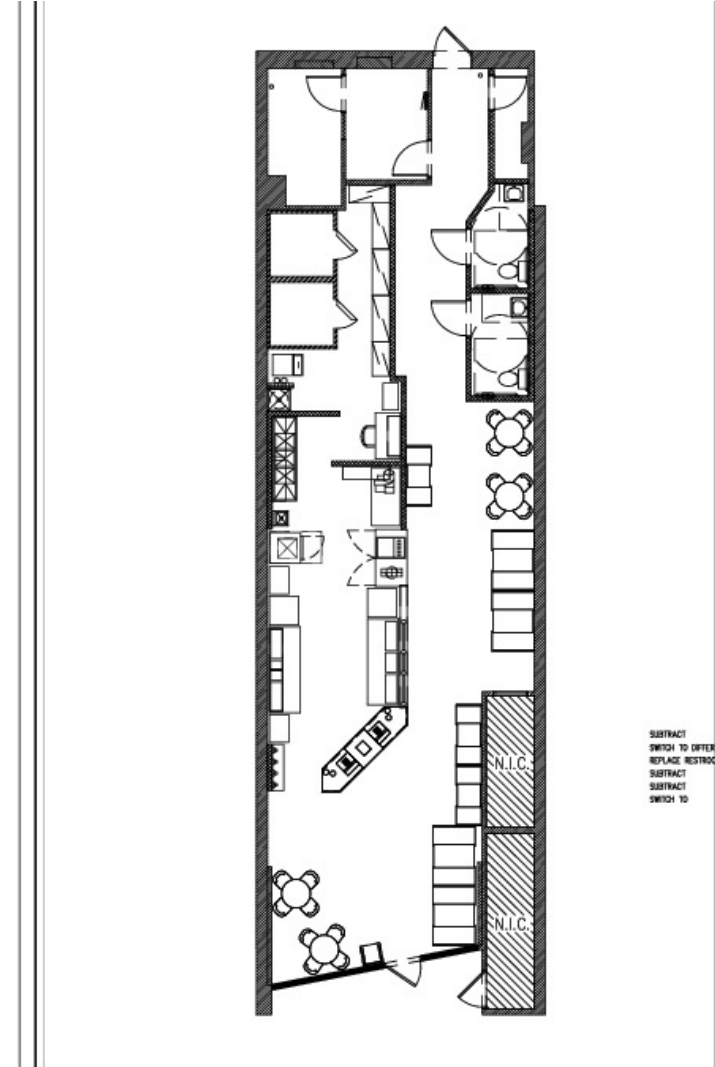 SUBTRACT
SWITCH TO DIFFER
REPLACE RESTROO
SUBTRACT
SUBTRACT
SWITCH TO
N.I.C.
N.I.C.